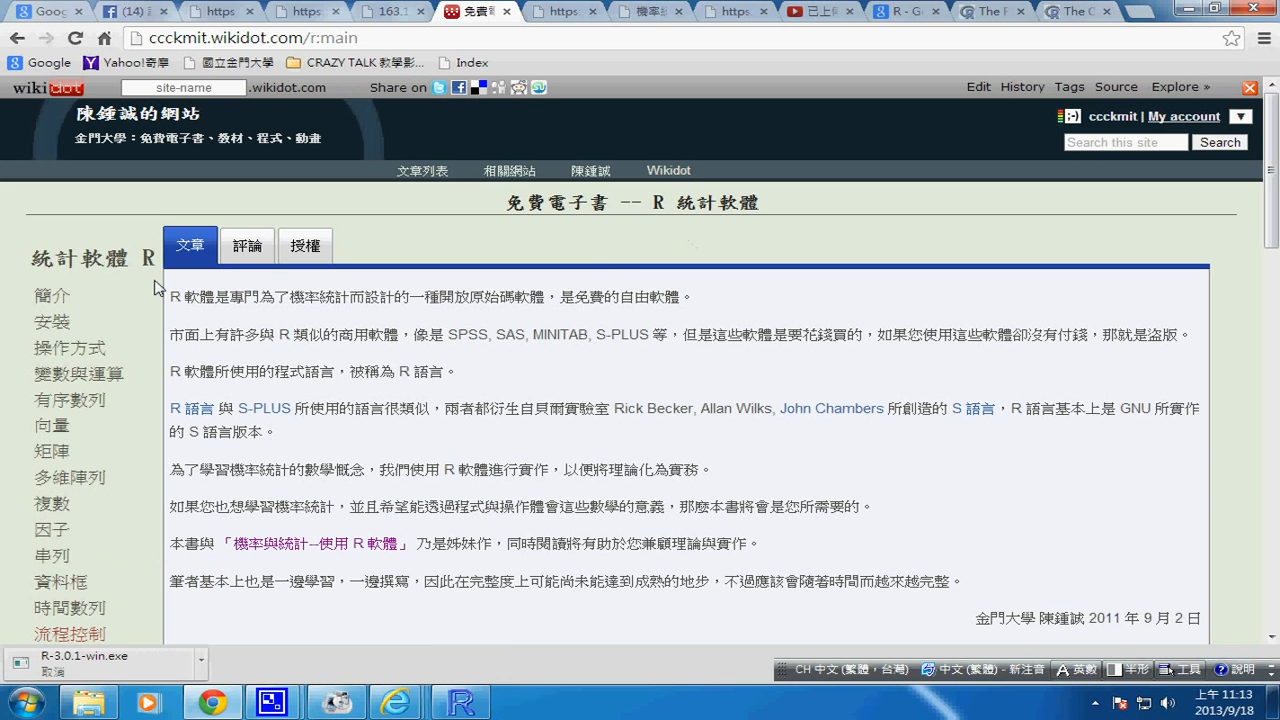 Goog
(14) i
https
https
163.1
免費電
https:
機率統
https:
已上
R - G
The F
The C
ccckmit.wikidot.com/r:main
Google
Yahoo!奇摩
國立金門大學
CRAZY TALK 教學影...
Index
wikidot
site-name
.wikidot.com
Share on
Edit History Tags Source Explore »
陳鍾誠的網站
金門大學：免費電子書、教材、程式、動畫
ccckmit | My account ▼
Search this site
Search
文章列表 相關網站 陳鍾誠 Wikidot
免費電子書 -- R 統計軟體
統計軟體 R
簡介
安裝
操作方式
變數與運算
有序數列
向量
矩陣
多維陣列
複數
因子
串列
資料框
時間數列
流程控制
文章 評論 授權
R 軟體是專門為了機率統計而設計的一種開放原始碼軟體，是免費的自由軟體。
市面上有許多與 R 類似的商用軟體，像是 SPSS, SAS, MINITAB, S-PLUS 等，但是這些軟體是要花錢買的，如果您使用這些軟體卻沒有付錢，那就是盜版。
R 軟體所使用的程式語言，被稱為 R 語言。
R 語言 與 S-PLUS 所使用的語言很類似，兩者都衍生自貝爾實驗室 Rick Becker, Allan Wilks, John Chambers 所創造的 S 語言，R 語言基本上是 GNU 所實作
的 S 語言版本。
為了學習機率統計的數學概念，我們使用 R 軟體進行實作，以便將理論化為實務。
如果您也想學習機率統計，並且希望能透過程式與操作體會這些數學的意義，那麼本書將會是您所需要的。
本書與 「機率與統計--使用 R 軟體」 乃是姊妹作，同時閱讀將有助於您兼顧理論與實作。
筆者基本上也是一邊學習，一邊撰寫，因此在完整度上可能尚未能達到成熟的地步，不過應該會隨著時間而越來越完整。
金門大學 陳鍾誠 2011 年 9 月 2 日
R-3.0.1-win.exe
取消
CH 中文 (繁體，台灣) 中文 (繁體) - 新注音 A 英數 半形 工具 說明
上午 11:13
2013/9/18